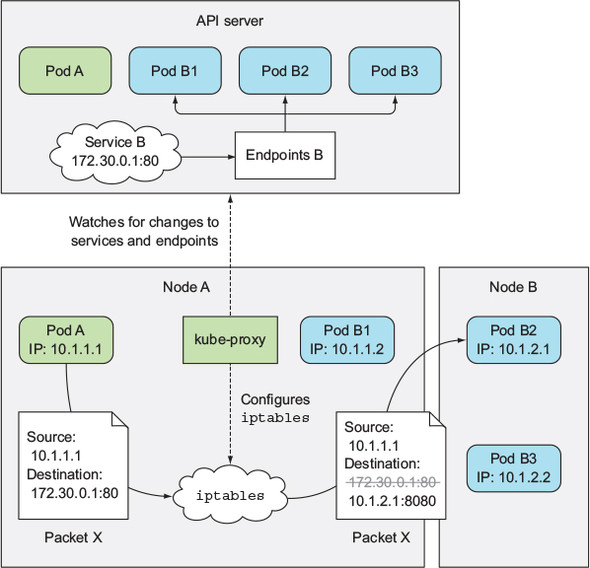 API server
Pod A
Pod B1
Pod B2
Pod B3
Service B
172.30.0.1:80
Endpoints B
Watches for changes to
services and endpoints
Node A
Node B
Pod A
IP: 10.1.1.1
kube-proxy
Pod B1
IP: 10.1.1.2
Pod B2
IP: 10.1.2.1
Configures
iptables
Source:
10.1.1.1
Destination:
172.30.0.1:80
Packet X
iptables
Source:
10.1.1.1
Destination:
172.30.0.1:80
10.1.2.1:8080
Packet X
Pod B3
IP: 10.1.2.2